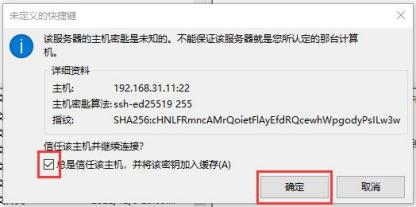 未定义的快捷键
该服务器的主机密匙是未知的。不能保证该服务器就是您所认定的那台计算
机。
详细资料
主机: 192.168.31.11:22
主机密匙算法: ssh-ed25519 255
指纹: SHA256:cHNLFRmncAMrQoietFlAyEfdRQcewhWpgodyPsILw3w
信任该主机并继续连接?
总是信任该主机，并将该密钥加入缓存(A)
确定
取消